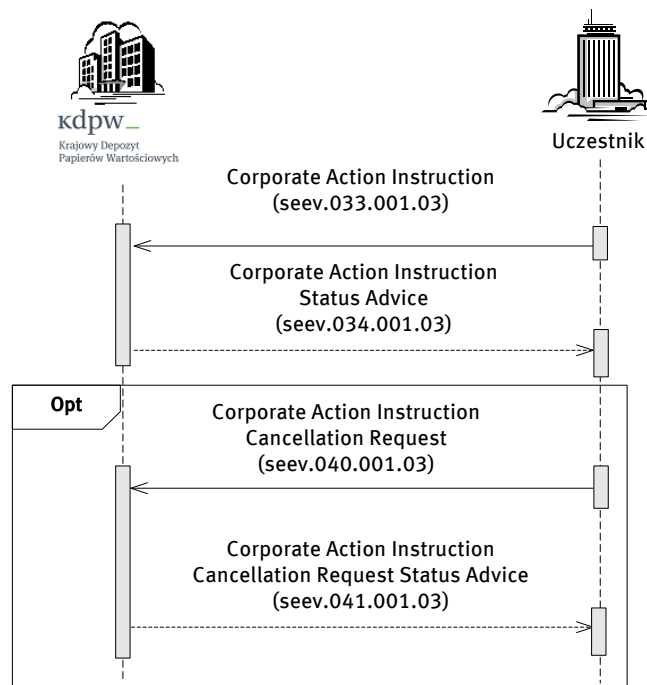 kdpw_
Krajowy Depozyt
Papierów Wartościowych
Uczestnik
Corporate Action Instruction
(seev.033.001.03)
Corporate Action Instruction
Status Advice
(seev.034.001.03)
Opt
Corporate Action Instruction
Cancellation Request
(seev.040.001.03)
Corporate Action Instruction
Cancellation Request Status Advice
(seev.041.001.03)